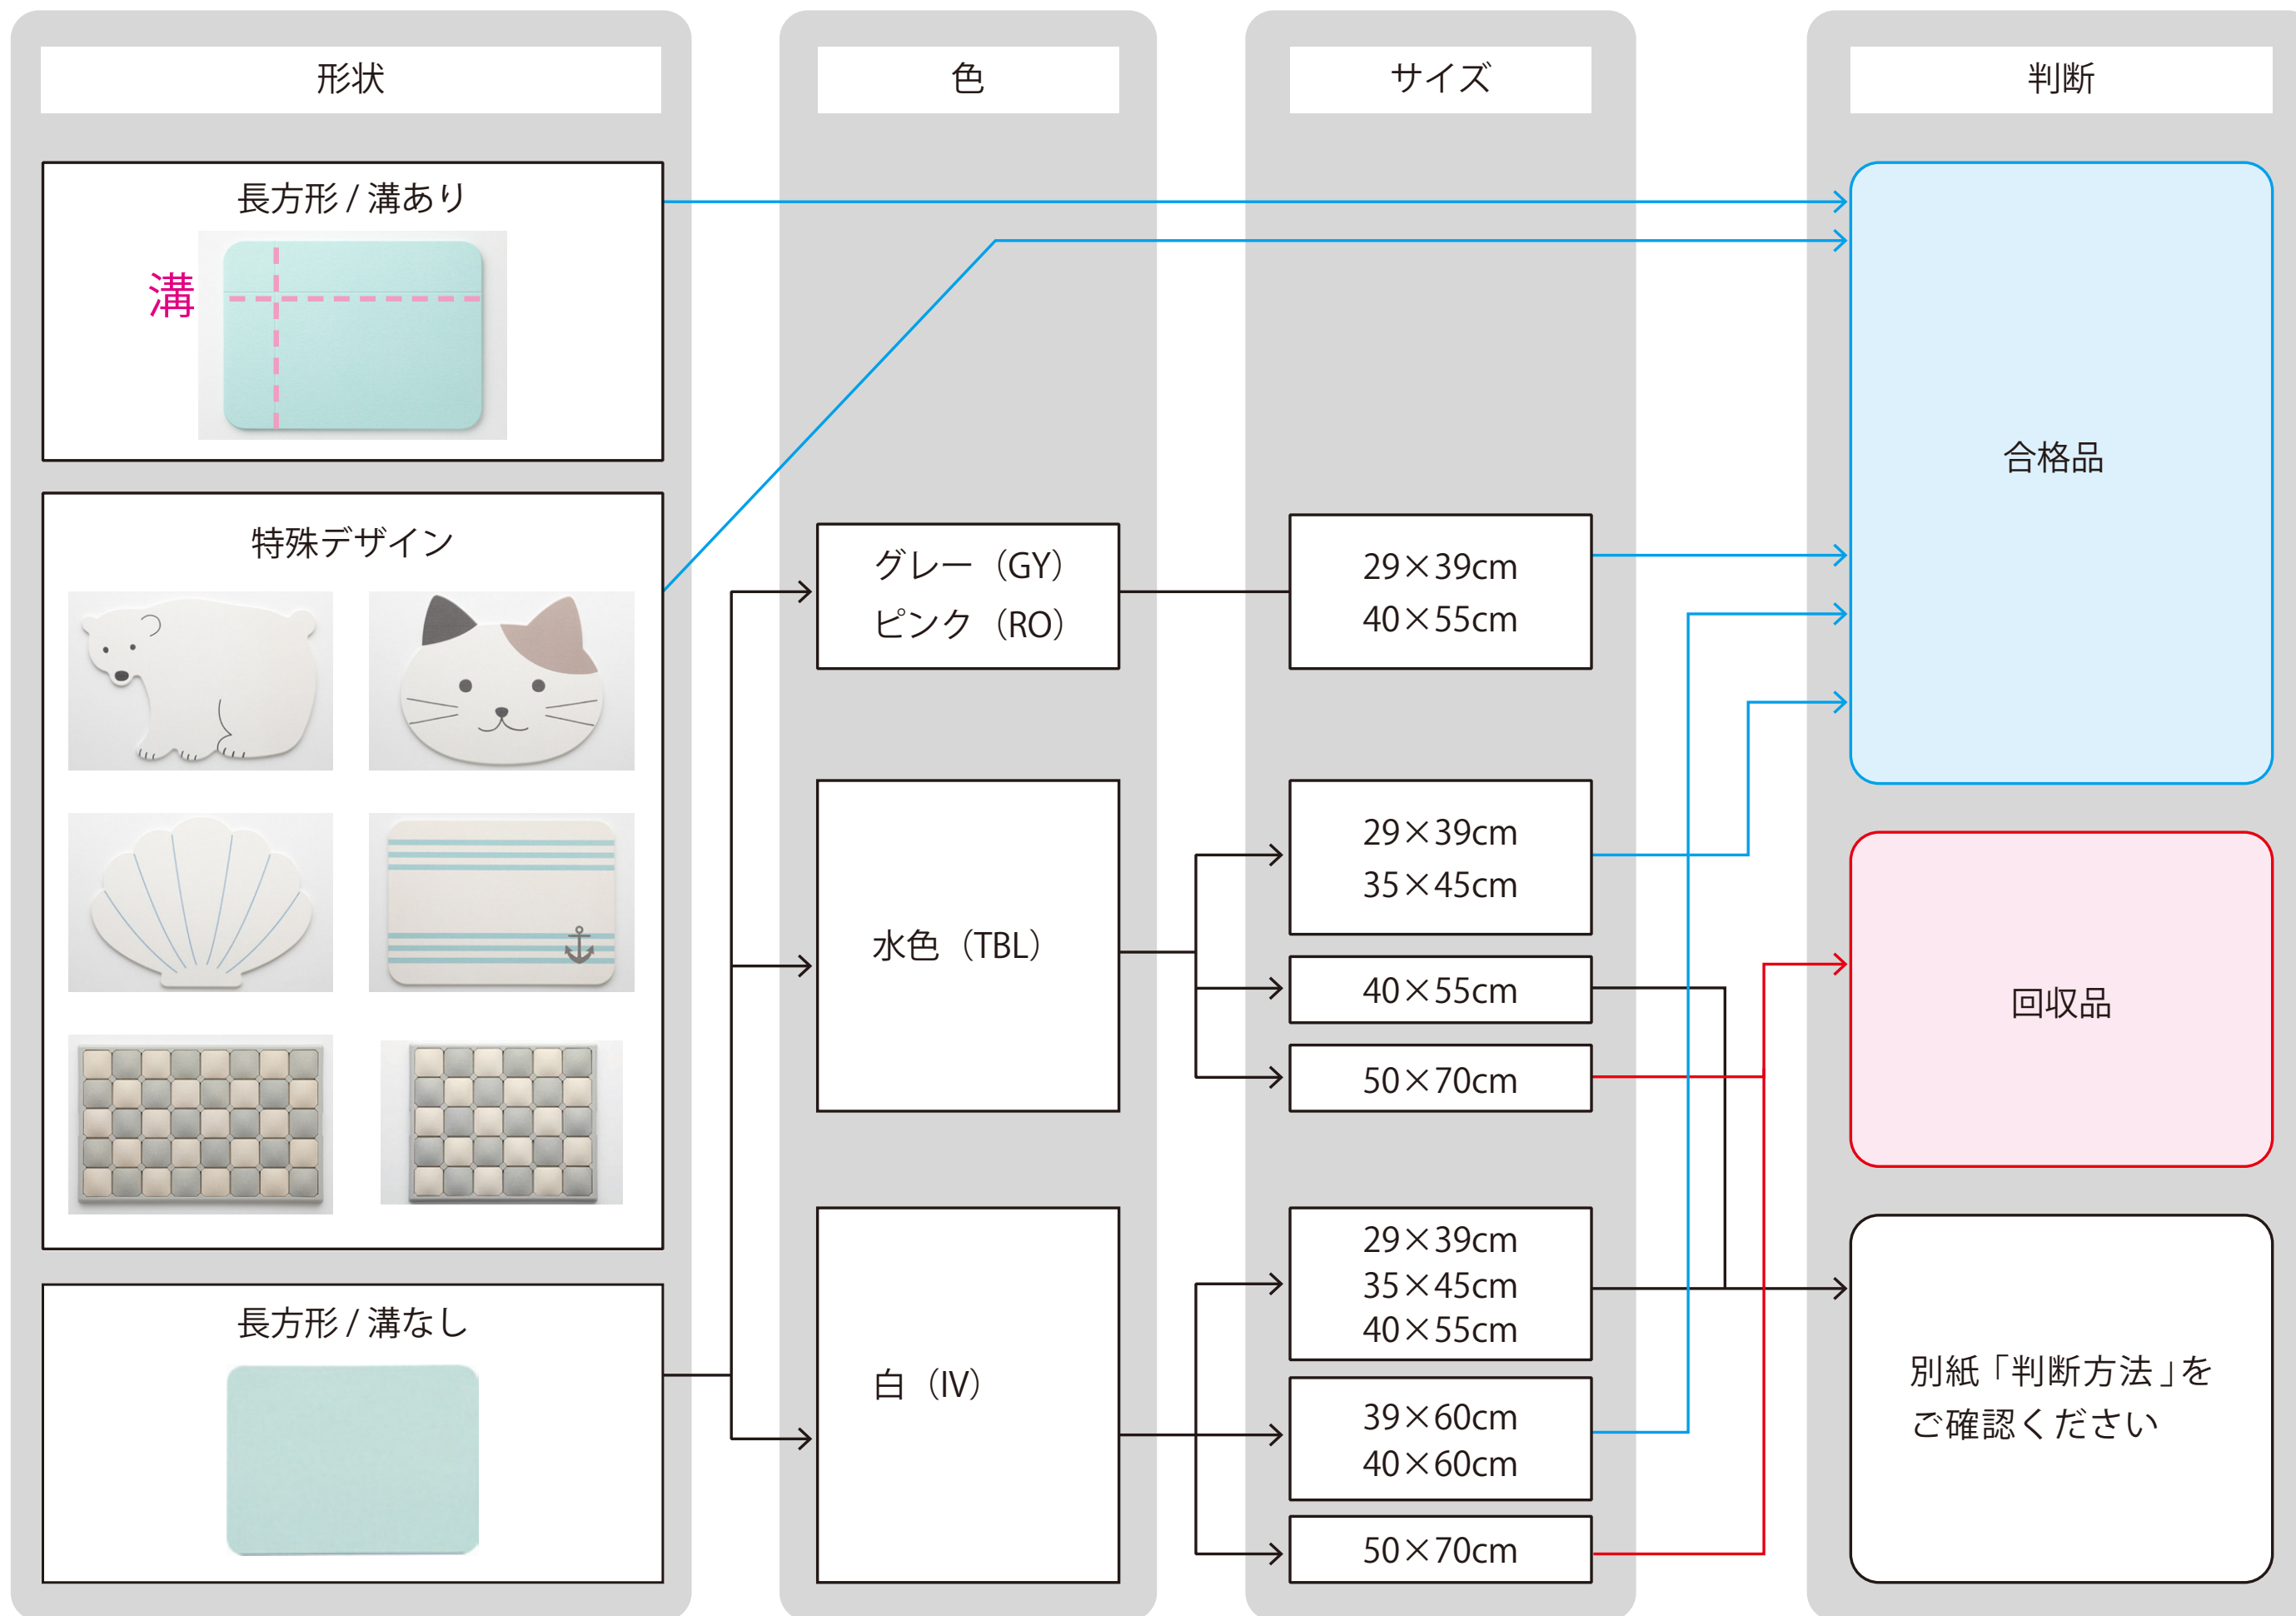 形状
色
サイズ
判断
長方形 / 溝あり
溝
特殊デザイン
長方形 / 溝なし
グレー（GY）
ピンク（RO）
水色（TBL）
白（IV）
29×39cm
40×55cm
29×39cm
35×45cm
40×55cm
50×70cm
29×39cm
35×45cm
40×55cm
39×60cm
40×60cm
50×70cm
合格品
回収品
別紙「判断方法」を
ご確認ください